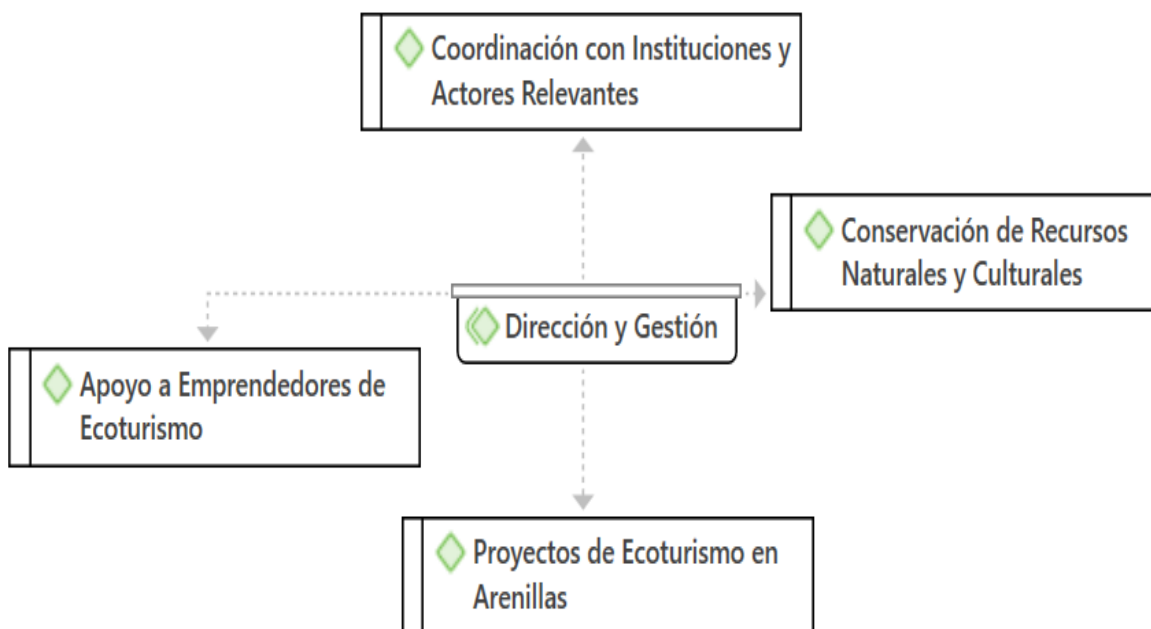 Coordinación con Instituciones y
Actores Relevantes
Conservación de Recursos
Naturales y Culturales
Dirección y Gestión
Apoyo a Emprendedores de
Ecoturismo
Proyectos de Ecoturismo en
Arenillas